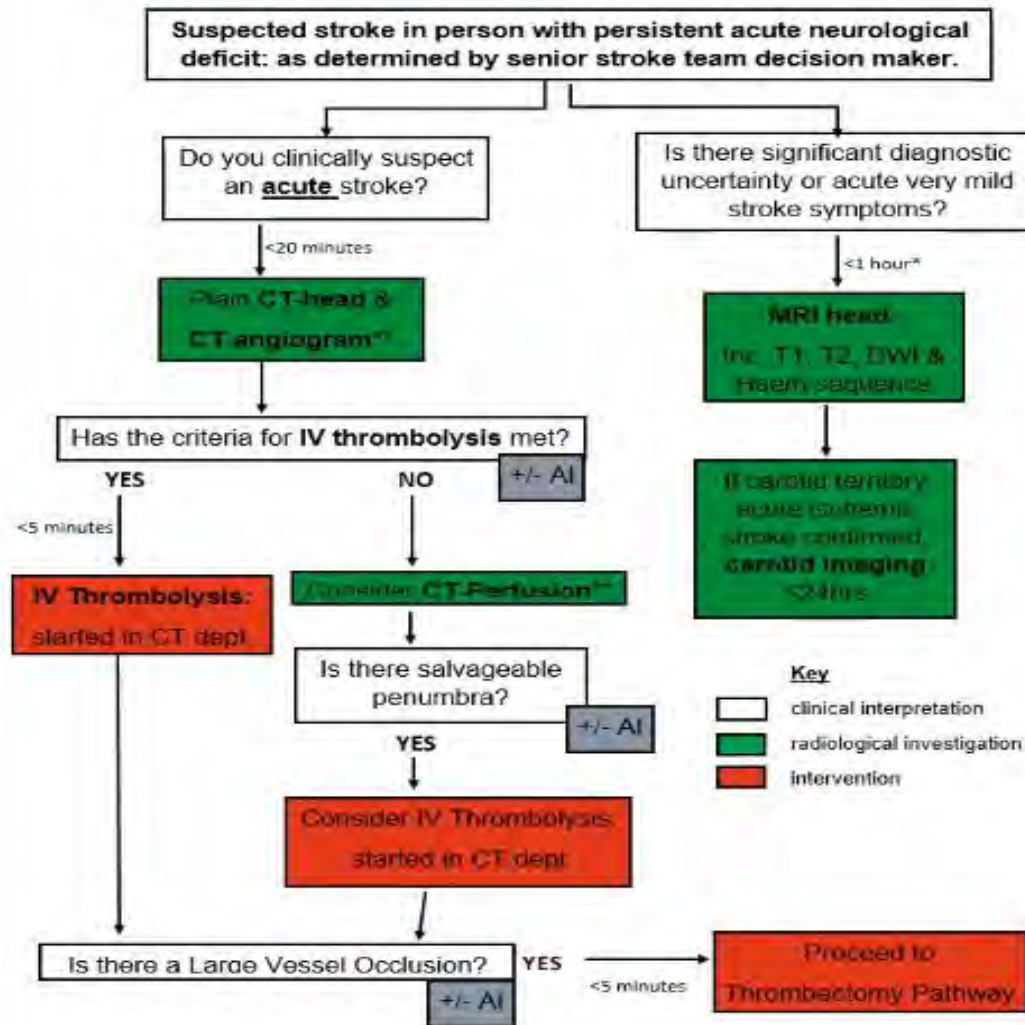 Suspected stroke in person with persistent acute neurological
deficit: as determined by senior stroke team decision maker.
Do you clinically suspect
an acute stroke?
Is there significant diagnostic
uncertainty or acute very mild
stroke symptoms?
<20 minutes
<1 hour*
Plain CT-head &
CT angiogram
MRI head:
Inc. T1, T2, DWI &
Haem sequence
Has the criteria for IV thrombolysis met?
+/- AI
YES
NO
<5 minutes
If carotid territory
acute ischemic
stroke confirmed,
carotid imaging
<24hrs
IV Thrombolysis:
started in CT dept
Consider CT-Perfusion**
Is there salvageable
penumbra?
+/- AI
YES
Key
clinical interpretation
radiological investigation
intervention
Consider IV Thrombolysis
started in CT dept
Is there a Large Vessel Occlusion?
+/- AI
YES
<5 minutes
Proceed to
Thrombectomy Pathway